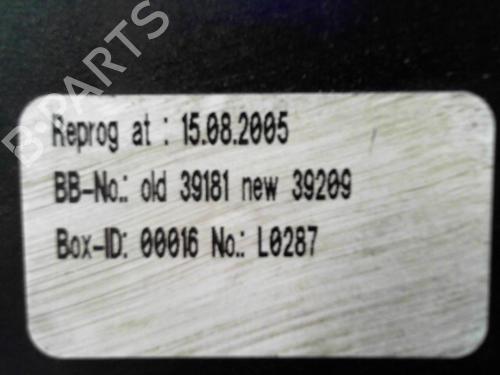 B-PARTS
Reprog at : 15.08.2005
BB-No.: old 39181 new 39209
Box-ID: 00016 No.: L0287